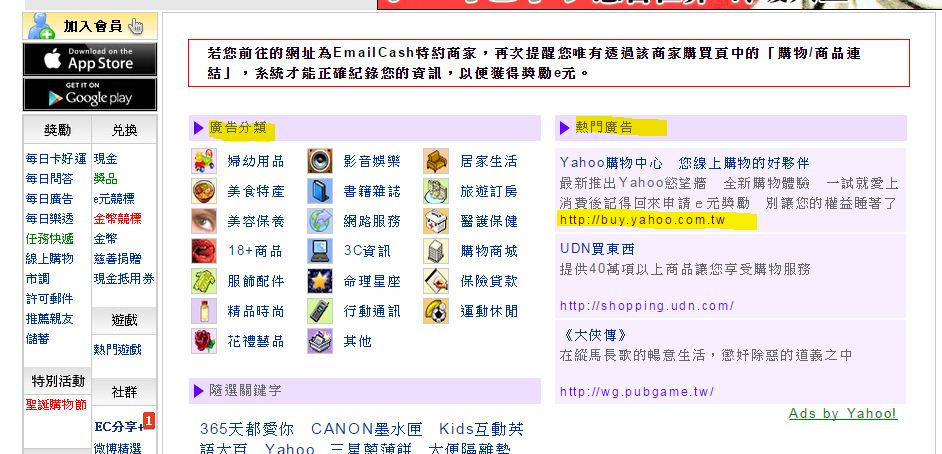 加入會員
Download on the
App Store
GET IT ON
Google play
獎勵
兌換
每日卡好運
每日問答
每日廣告
每日樂透
任務快遞
線上購物
市調
許可郵件
推薦親友
儲蓄
現金
獎品
e元競標
金幣競標
金幣
慈善捐贈
現金抵用券
遊戲
熱門遊戲
特別活動
聖誕購物節
社群
EC分享+
1
微博精選
若您前往的網址為EmailCash特約商家，再次提醒您唯有透過該商家購買頁中的「購物/商品連
結」，系統才能正確紀錄您的資訊，以便獲得獎勵e元。
廣告分類
婦幼用品
影音娛樂
居家生活
美食特產
書籍雜誌
旅遊訂房
美容保養
網路服務
醫護保健
18+商品
3C資訊
購物商城
服飾配件
命理星座
保險貸款
精品時尚
行動通訊
運動休閒
花禮藝品
其他
隨選關鍵字
365天都愛你 CANON墨水匣 Kids互動英
語大百 Yahoo 三星蘭薄餅 大便隔離墊
熱門廣告
Yahoo購物中心 您線上購物的好夥伴
最新推出Yahoo您望牆 全新購物體驗 一試就愛上
消費後記得回來申請ｅ元獎勵 別讓您的權益睡著了
http://buy.yahoo.com.tw
UDN買東西
提供40萬項以上商品讓您享受購物服務
http://shopping.udn.com/
《大俠傳》
在縱馬長歌的暢意生活，懲奸除惡的道義之中
http://wg.pubgame.tw/
Ads by Yahoo!